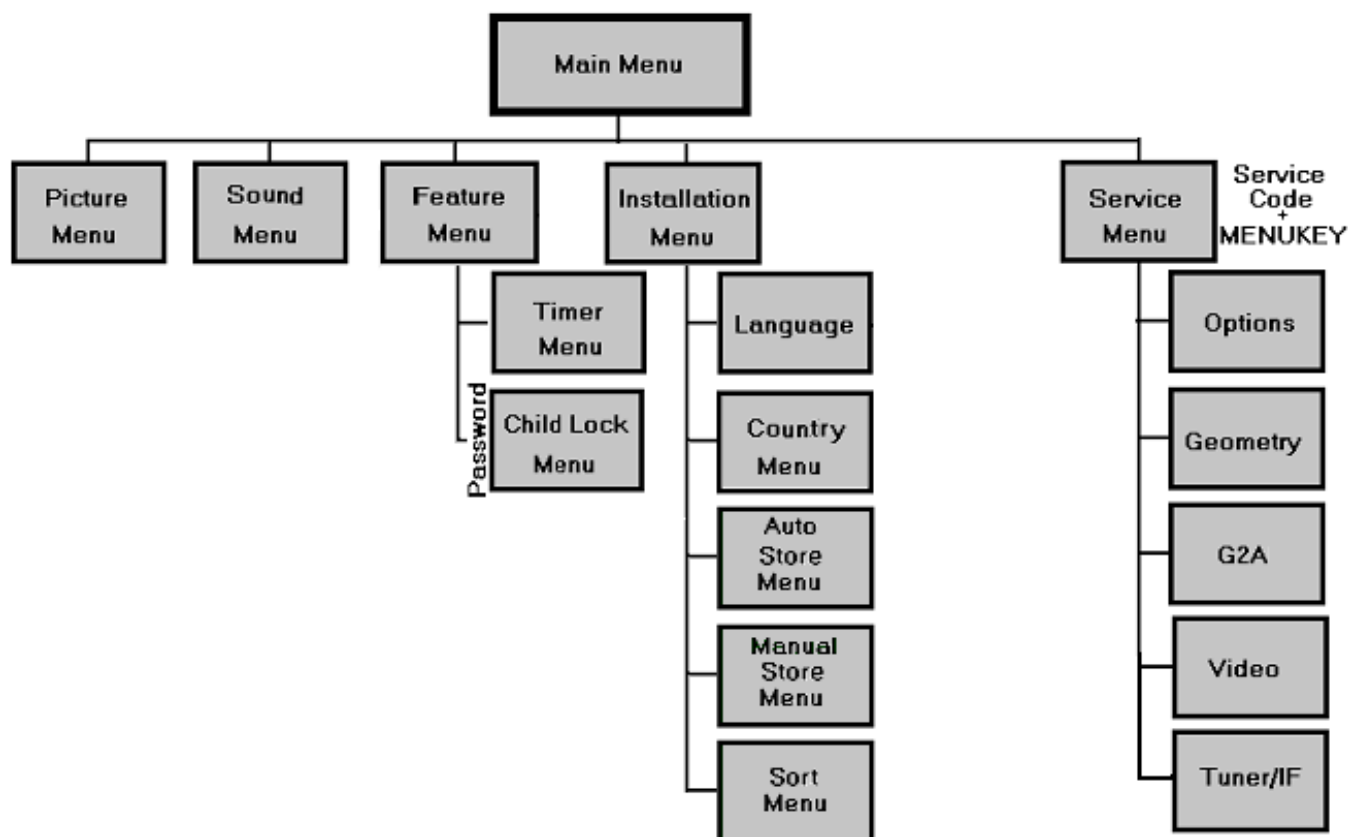 Main Menu
Picture
Menu
Sound
Menu
Feature
Menu
Installation
Menu
Service
Menu
Service
Code
+
MENUKEY
Timer
Menu
Password
Child Lock
Menu
Language
Country
Menu
Auto
Store
Menu
Manual
Store
Menu
Sort
Menu
Options
Geometry
G2A
Video
Tuner/IF